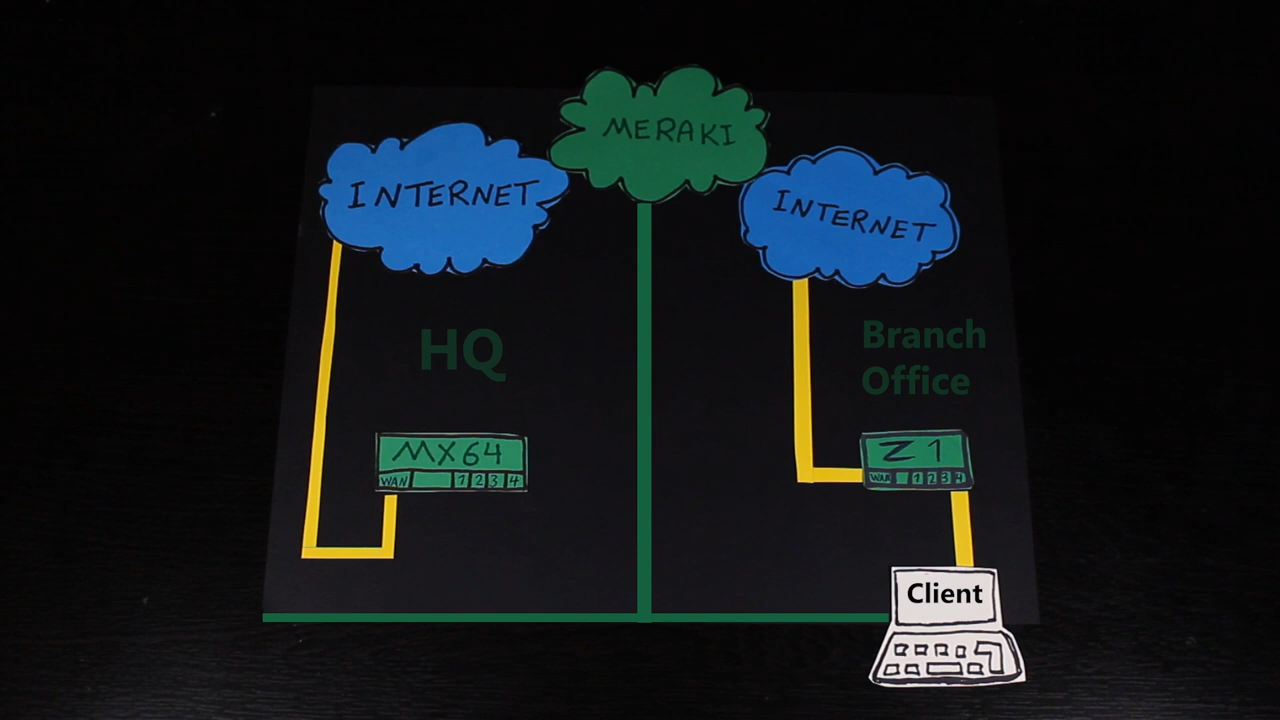 MERAKI
INTERNET
INTERNET
HQ
Branch
Office
MX64
WAN 1 2 3 4
Z1
WAN 1 2 3 4
Client